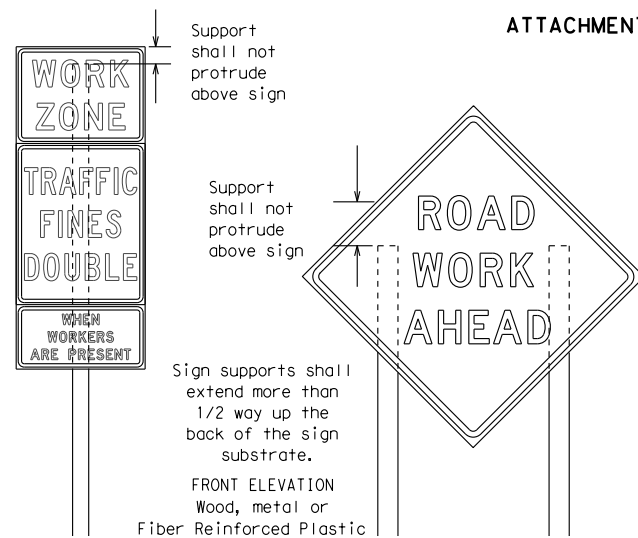 ATTACHMENT
Support
shall not
protrude
above sign
WORK
ZONE
TRAFFIC
FINES
DOUBLE
WHEN
WORKERS
ARE PRESENT
Support
shall not
protrude
above sign
ROAD
WORK
AHEAD
Sign supports shall
extend more than
1/2 way up the
back of the sign
substrate.
FRONT ELEVATION
Wood, metal or
Fiber Reinforced Plastic